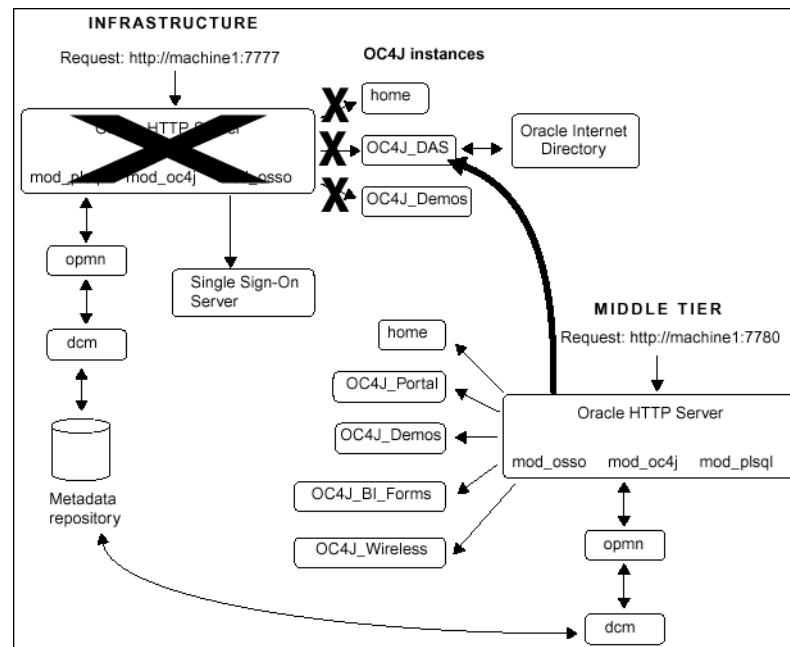 INFRASTRUCTURE
Request: http://machine1:7777
OC4J instances
home
HTTP
OC4J_DAS
Oracle Internet
Directory
mod_oc4j
OC4J_Demos
opmn
Single Sign-On
Server
dcm
Metadata
repository
MIDDLE TIER
Request: http://machine1:7780
home
OC4J_Portal
Oracle HTTP Server
OC4J_Demos
mod_osso mod_oc4j mod_plsql
OC4J_BI_Forms
OC4J_Wireless
opmn
dcm